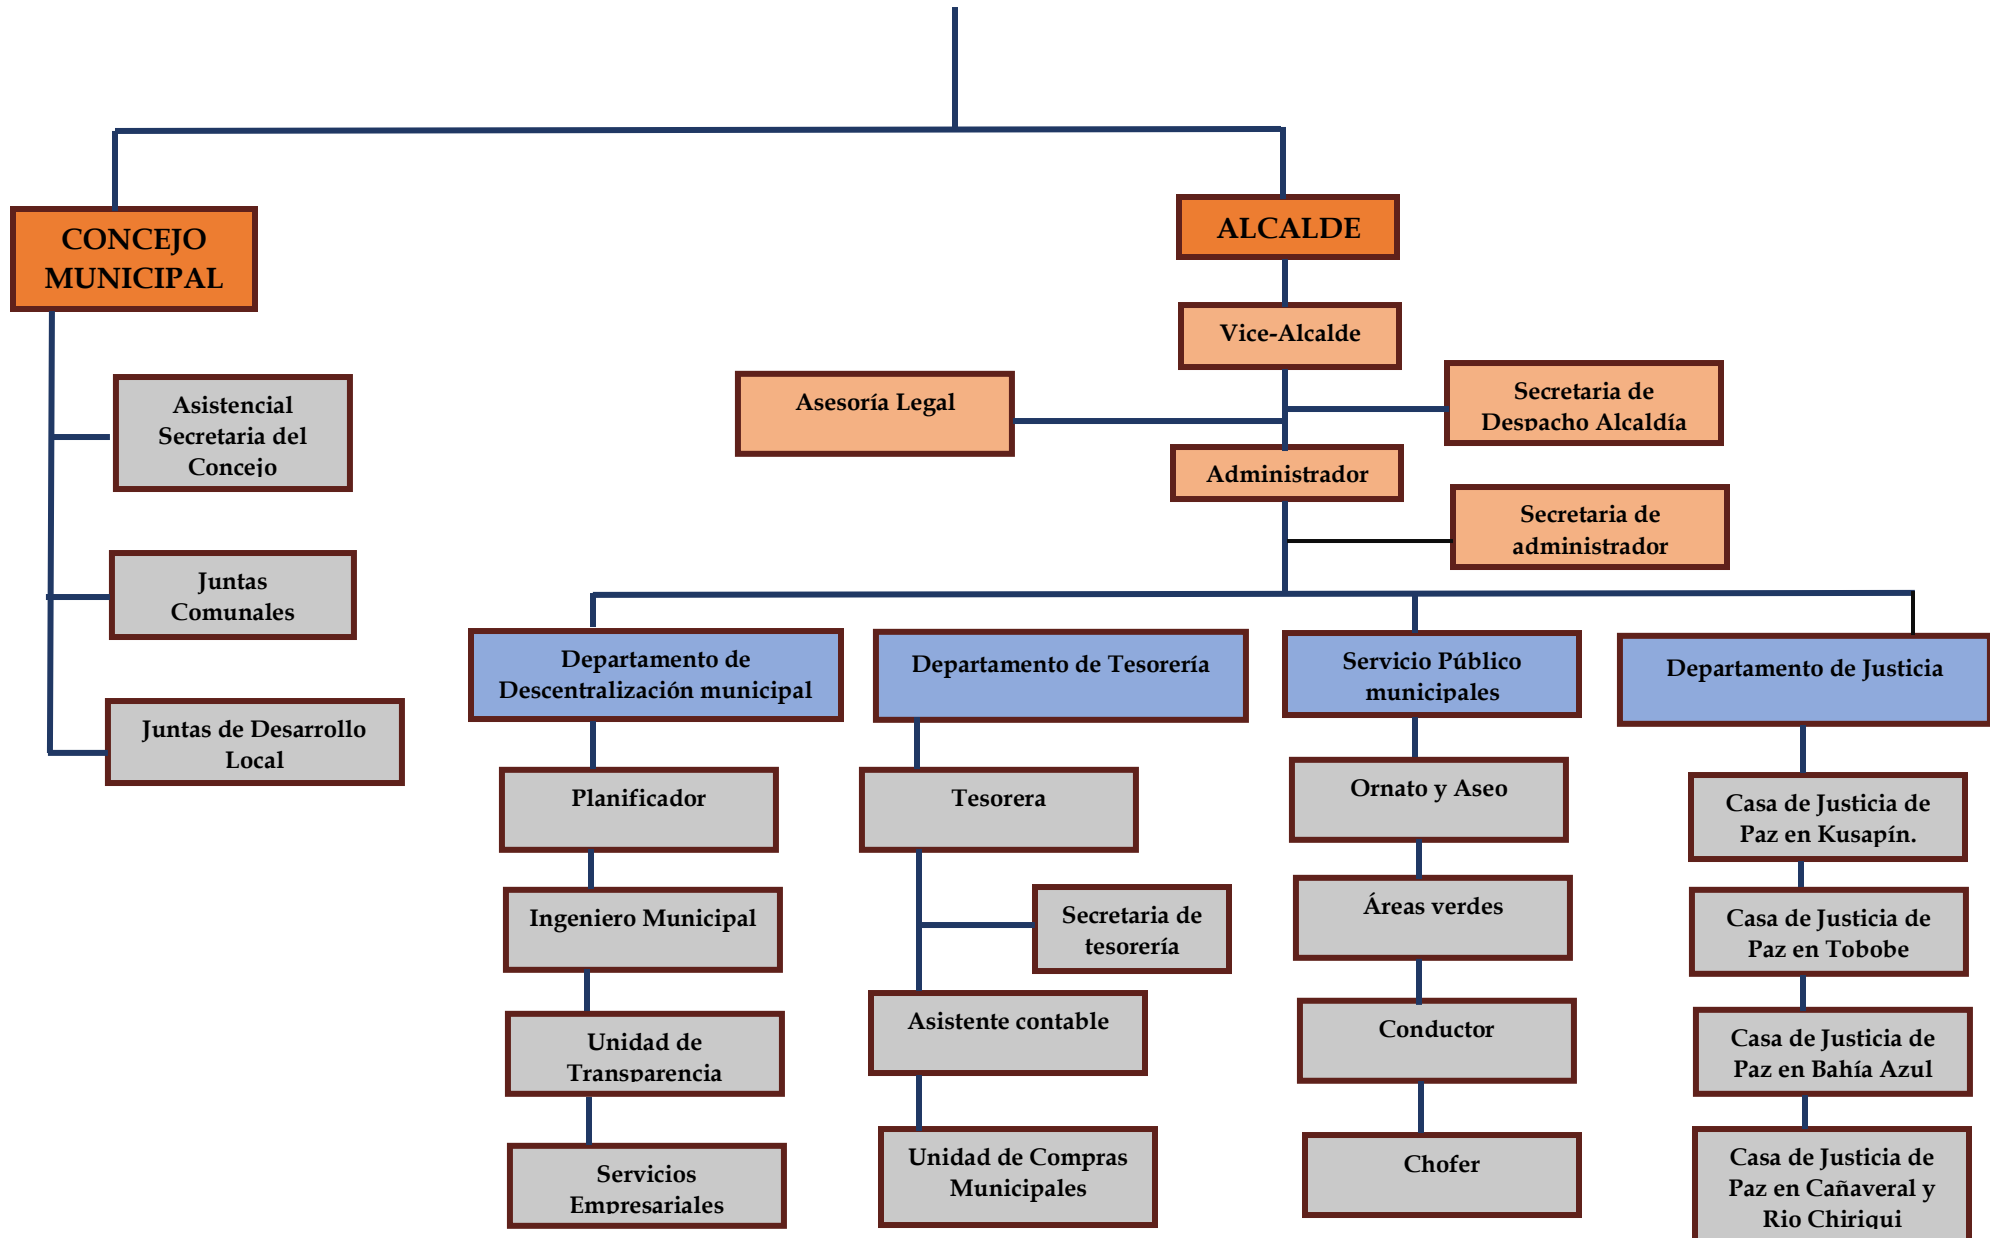 CONCEJO
MUNICIPAL
ALCALDE
Vice-Alcalde
Asesoría Legal
Secretaria de
Despacho Alcaldía
Administrador
Secretaria de
administrador
Asistencial
Secretaria del
Concejo
Juntas
Comunales
Juntas de Desarrollo
Local
Departamento de
Descentralización municipal
Planificador
Ingeniero Municipal
Unidad de
Transparencia
Servicios
Empresariales
Departamento de Tesorería
Tesorera
Secretaria de
tesorería
Asistente contable
Unidad de Compras
Municipales
Servicio Público
municipales
Ornato y Aseo
Áreas verdes
Conductor
Chofer
Departamento de Justicia
Casa de Justicia de
Paz en Kusapín.
Casa de Justicia de
Paz en Tobobe
Casa de Justicia de
Paz en Bahía Azul
Casa de Justicia de
Paz en Cañaveral y
Rio Chiriqui